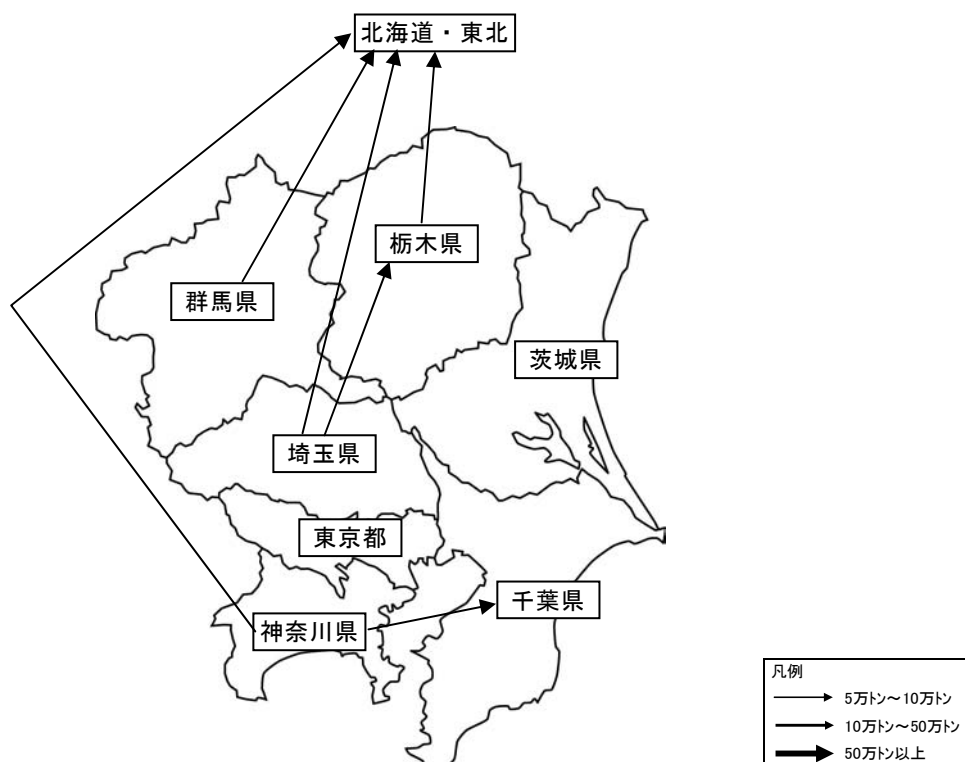 北海道・東北
栃木県
群馬県
茨城県
埼玉県
東京都
千葉県
神奈川県
凡例
5万トン～10万トン
10万トン～50万トン
50万トン以上